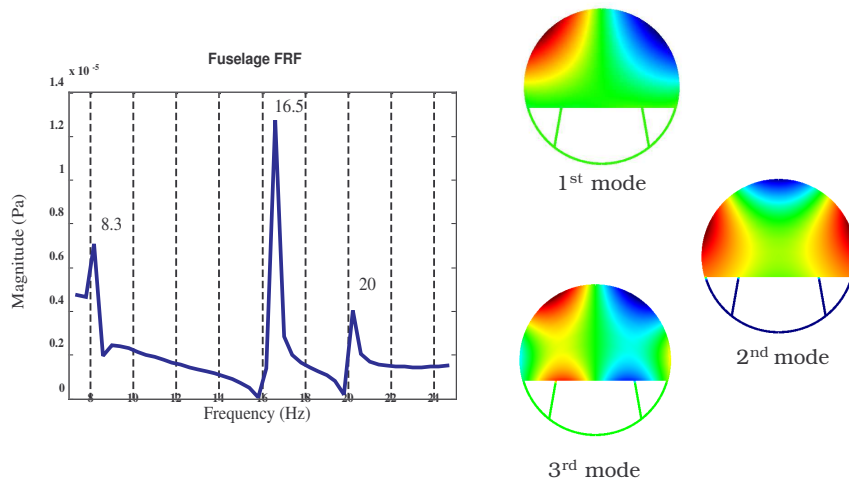 Fuselage FRF
x 10⁻⁵
1.4
1.2
1
0.8
0.6
0.4
0.2
0
8
10
12
14
16
18
20
22
24
8.3
16.5
20
Magnitude (Pa)
Frequency (Hz)
1st mode
2nd mode
3rd mode